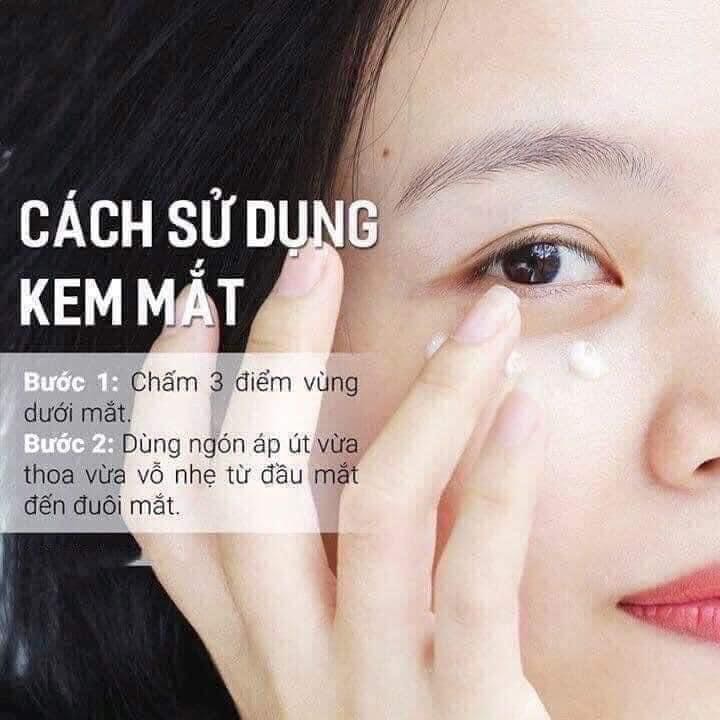 CÁCH SỬ DỤNG
KEM MẮT
Bước 1: Chấm 3 điểm vùng
dưới mắt.
Bước 2: Dùng ngón áp út vừa
thoa vừa vỗ nhẹ từ đầu mắt
đến đuôi mắt.